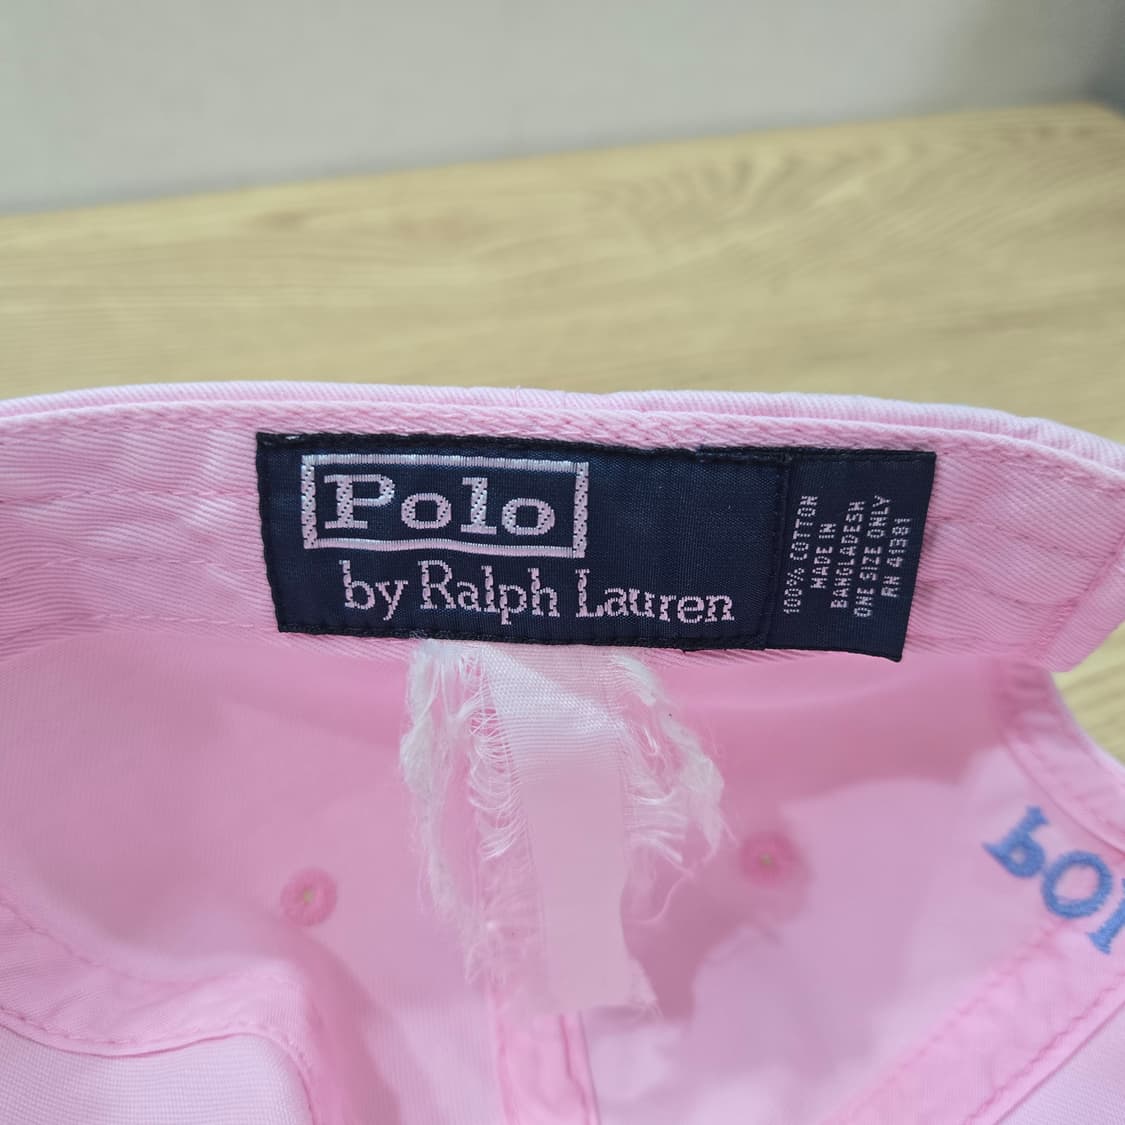 Polo
by Ralph Lauren
100% COTTON
MADE IN
BANGLADESH
ONE SIZE ONLY
RN 41381